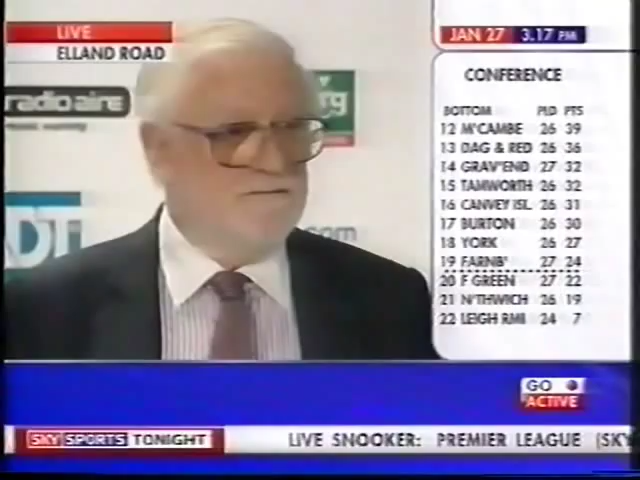 LIVE
ELLAND ROAD
radio aire
ADT
rg
.com
JAN 27 3.17 PM
CONFERENCE
BOTTOM PLD PTS
12 M'CAMBE 26 39
13 DAG & RED 26 36
14 GRAV'END 27 32
15 TAMWORTH 26 32
16 CANVEY ISL 26 31
17 BURTON 26 30
18 YORK 26 27
19 FARNB' 27 24
20 F GREEN 27 22
21 N'THWICH 26 19
22 LEIGH RMI 24 7
GO
ACTIVE
SKY SPORTS TONIGHT LIVE SNOOKER: PREMIER LEAGUE (SKY